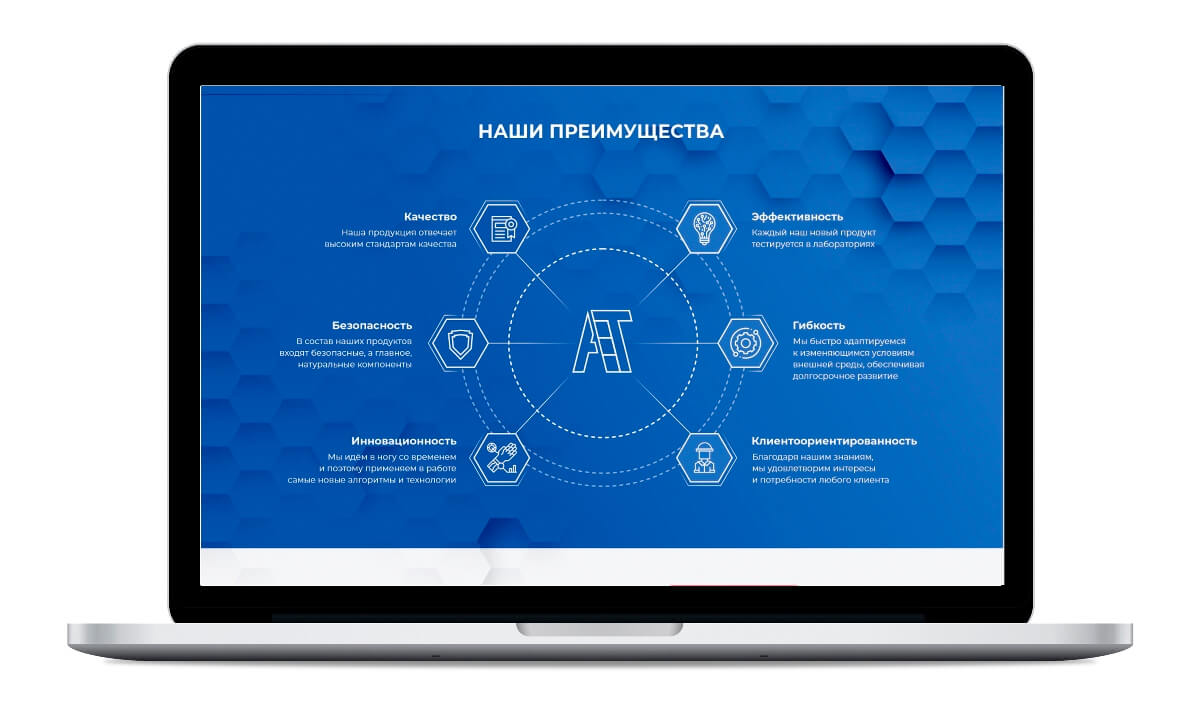 НАШИ ПРЕИМУЩЕСТВА
Качество
Наша продукция отвечает
высоким стандартам качества
Эффективность
Каждый наш новый продукт
тестируется в лабораториях
Безопасность
В состав наших продуктов
входят безопасные, а главное,
натуральные компоненты
АТ
Гибкость
Мы быстро адаптируемся
к изменяющимся условиям
внешней среды, обеспечивая
долгосрочное развитие
Инновационность
Мы идём в ногу со временем
и поэтому применяем в работе
самые новые алгоритмы и технологии
Клиентоориентированность
Благодаря нашим знаниям,
мы удовлетворим интересы
и потребности любого клиента